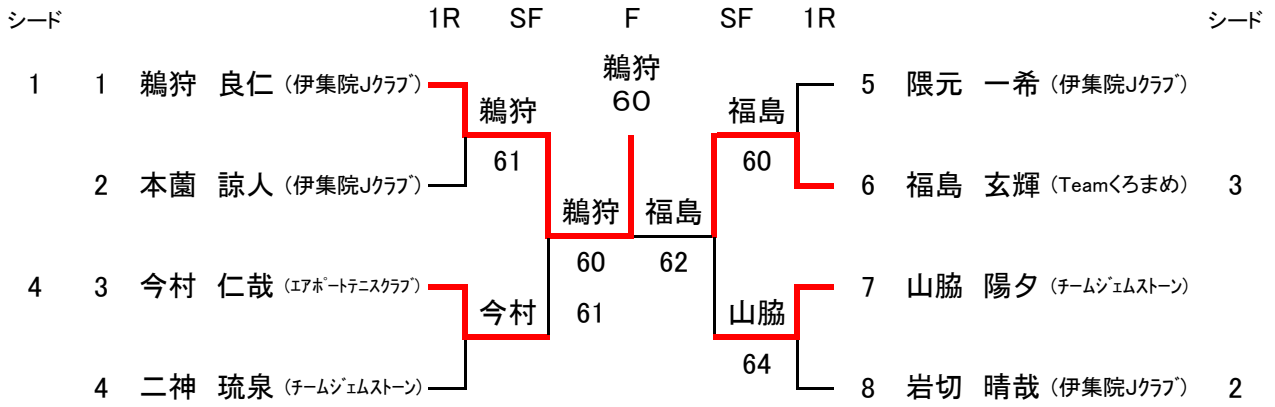 シード 1R SF F SF 1R シード
鵜狩
1 1 鵜狩 良仁 (伊集院Jクラブ) 60 5 隈元 一希 (伊集院Jクラブ)
鵜狩 福島
61 60
2 本薗 諒人 (伊集院Jクラブ) 6 福島 玄輝 (Teamくろまめ) 3
鵜狩 福島
60 62
4 3 今村 仁哉 (エアポートテニスクラブ) 7 山脇 陽夕 (チームジェムストーン)
今村 61 山脇
64
4 二神 琉泉 (チームジェムストーン) 8 岩切 晴哉 (伊集院Jクラブ) 2